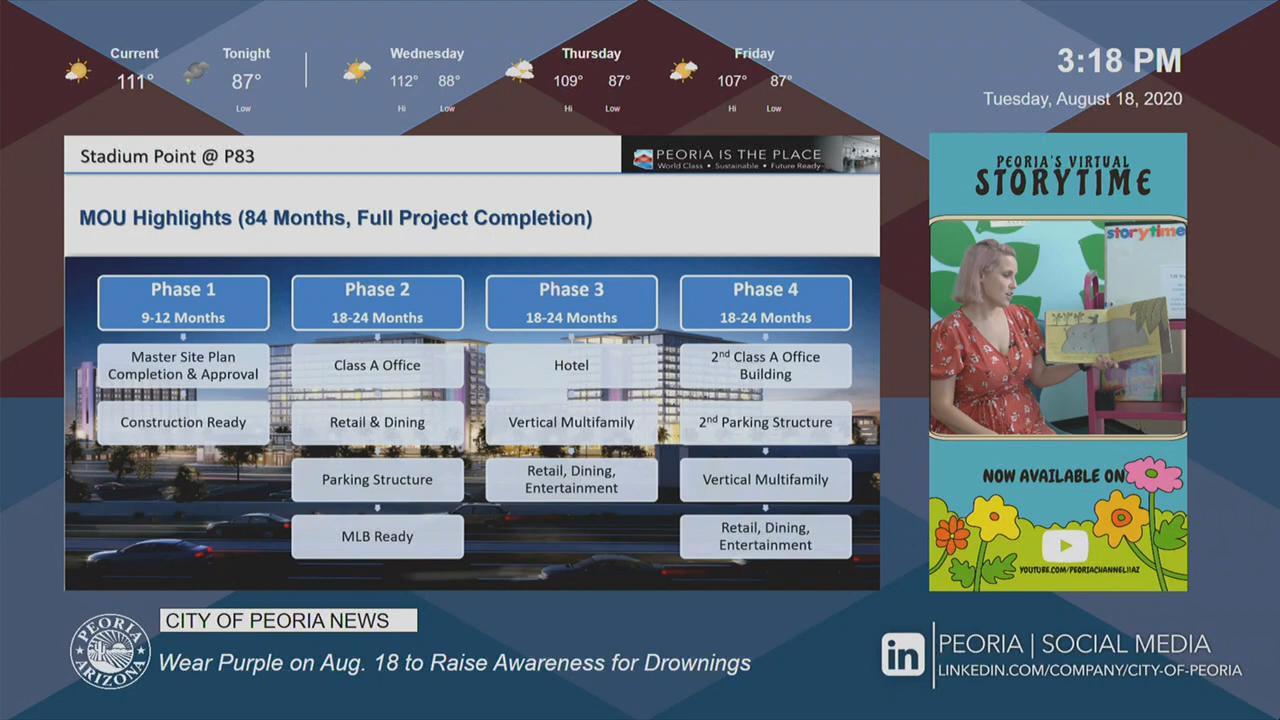 Current
111°
Tonight
87°
Low
Wednesday
112° 88°
Hi Low
Thursday
109° 87°
Hi Low
Friday
107° 87°
Hi Low
3:18 PM
Tuesday, August 18, 2020
Stadium Point @ P83
PEORIA IS THE PLACE
World Class • Sustainable • Future Ready
MOU Highlights (84 Months, Full Project Completion)
Phase 1
9-12 Months
Master Site Plan
Completion & Approval
Construction Ready
Phase 2
18-24 Months
Class A Office
Retail & Dining
Parking Structure
MLB Ready
Phase 3
18-24 Months
Hotel
Vertical Multifamily
Retail, Dining,
Entertainment
Phase 4
18-24 Months
2nd Class A Office
Building
2nd Parking Structure
Vertical Multifamily
Retail, Dining,
Entertainment
PEORIA'S VIRTUAL
STORYTIME
storytime
NOW AVAILABLE ON
YOUTUBE.COM/PEORIACHANNEL11AZ
PEORIA
ARIZONA
CITY OF PEORIA NEWS
Wear Purple on Aug. 18 to Raise Awareness for Drownings
in
PEORIA | SOCIAL MEDIA
LINKEDIN.COM/COMPANY/CITY-OF-PEORIA